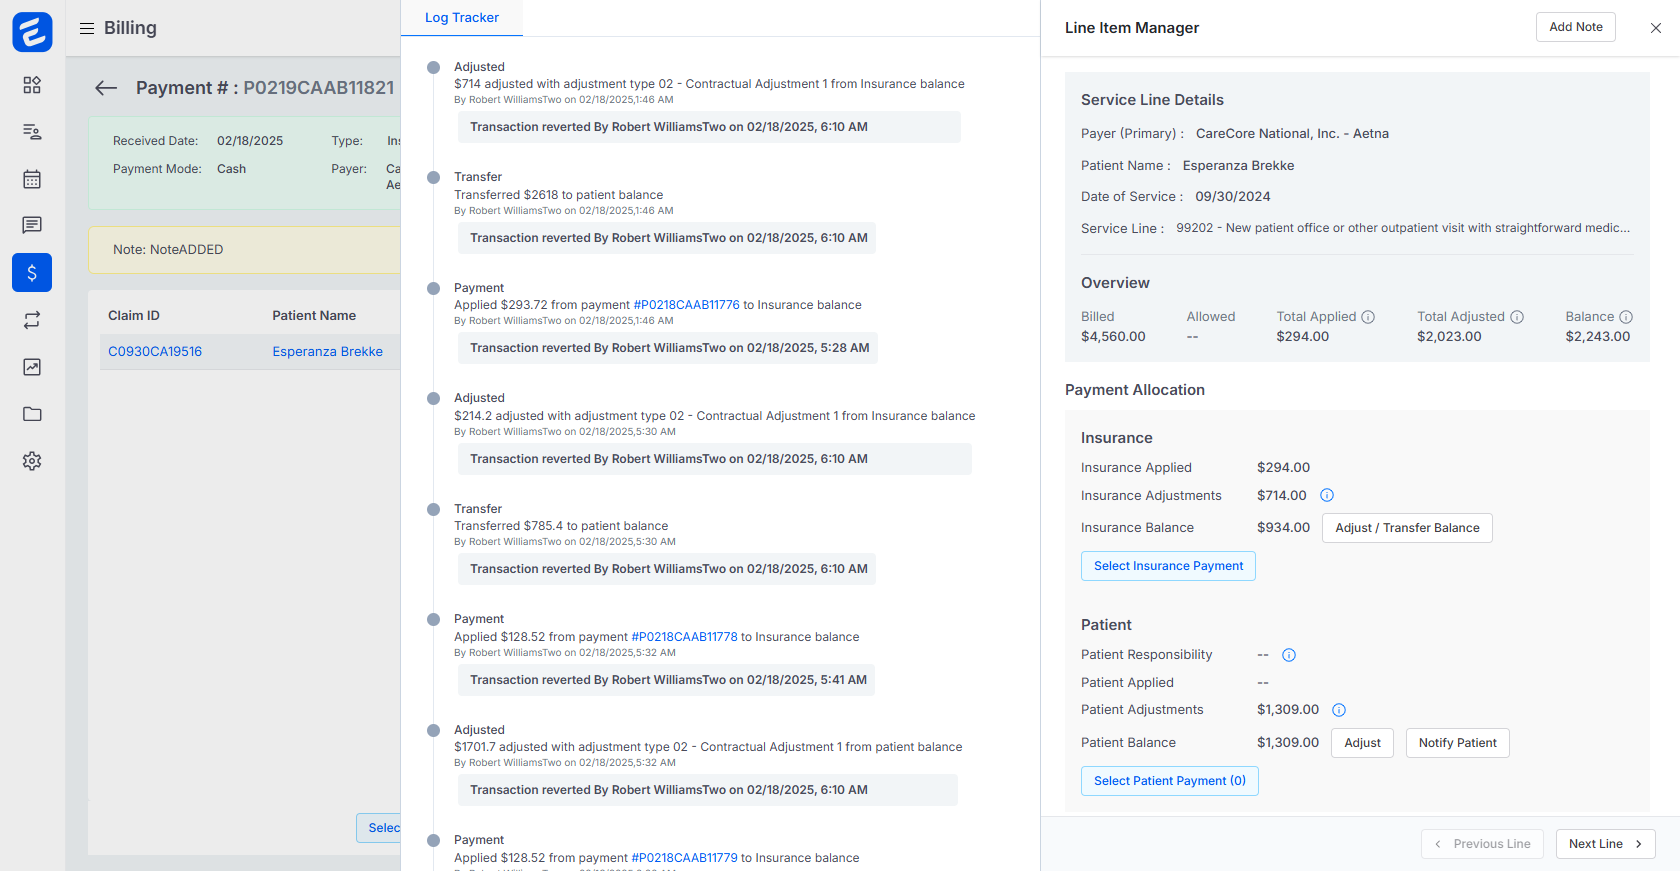 Billing
Payment # : P0219CAAB11821
Received Date: 02/18/2025 Type: Ins
Payment Mode: Cash Payer: Ca
Ae
Note: NoteADDED
Claim ID Patient Name
C0930CA19516 Esperanza Brekke
Selec
Log Tracker
Adjusted
$714 adjusted with adjustment type 02 - Contractual Adjustment 1 from Insurance balance
By Robert WilliamsTwo on 02/18/2025,1:46 AM
Transaction reverted By Robert WilliamsTwo on 02/18/2025, 6:10 AM
Transfer
Transferred $2618 to patient balance
By Robert WilliamsTwo on 02/18/2025,1:46 AM
Transaction reverted By Robert WilliamsTwo on 02/18/2025, 6:10 AM
Payment
Applied $293.72 from payment #P0218CAAB11776 to Insurance balance
By Robert WilliamsTwo on 02/18/2025,1:46 AM
Transaction reverted By Robert WilliamsTwo on 02/18/2025, 5:28 AM
Adjusted
$214.2 adjusted with adjustment type 02 - Contractual Adjustment 1 from Insurance balance
By Robert WilliamsTwo on 02/18/2025,5:30 AM
Transaction reverted By Robert WilliamsTwo on 02/18/2025, 6:10 AM
Transfer
Transferred $785.4 to patient balance
By Robert WilliamsTwo on 02/18/2025,5:30 AM
Transaction reverted By Robert WilliamsTwo on 02/18/2025, 6:10 AM
Payment
Applied $128.52 from payment #P0218CAAB11778 to Insurance balance
By Robert WilliamsTwo on 02/18/2025,5:32 AM
Transaction reverted By Robert WilliamsTwo on 02/18/2025, 5:41 AM
Adjusted
$1701.7 adjusted with adjustment type 02 - Contractual Adjustment 1 from patient balance
By Robert WilliamsTwo on 02/18/2025,5:32 AM
Transaction reverted By Robert WilliamsTwo on 02/18/2025, 6:10 AM
Payment
Applied $128.52 from payment #P0218CAAB11779 to Insurance balance
Line Item Manager
Add Note
Service Line Details
Payer (Primary) : CareCore National, Inc. - Aetna
Patient Name : Esperanza Brekke
Date of Service : 09/30/2024
Service Line : 99202 - New patient office or other outpatient visit with straightforward medic...
Overview
Billed Allowed Total Applied Total Adjusted Balance
$4,560.00 -- $294.00 $2,023.00 $2,243.00
Payment Allocation
Insurance
Insurance Applied $294.00
Insurance Adjustments $714.00
Insurance Balance $934.00 Adjust / Transfer Balance
Select Insurance Payment
Patient
Patient Responsibility --
Patient Applied --
Patient Adjustments $1,309.00
Patient Balance $1,309.00 Adjust Notify Patient
Select Patient Payment (0)
Previous Line Next Line